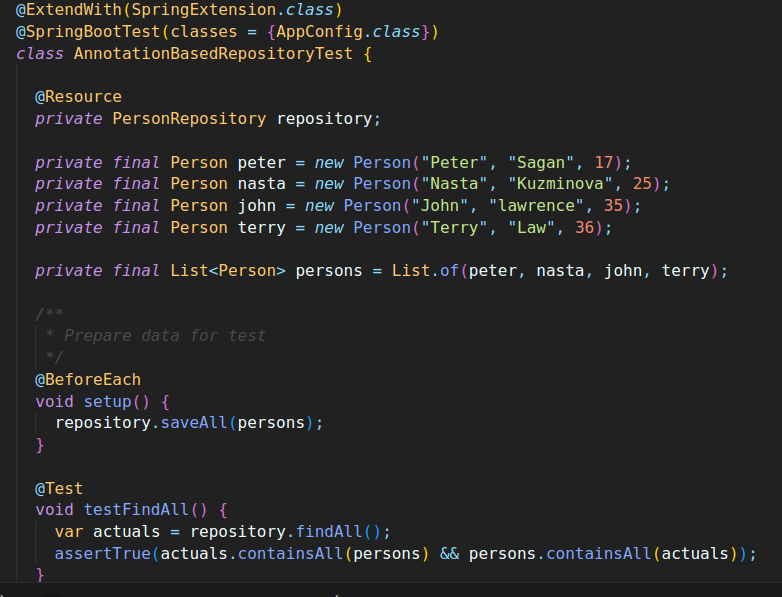 @ExtendWith(SpringExtension.class)
@SpringBootTest(classes = {AppConfig.class})
class AnnotationBasedRepositoryTest {
@Resource
private PersonRepository repository;
private final Person peter = new Person("Peter", "Sagan", 17);
private final Person nasta = new Person("Nasta", "Kuzminova", 25);
private final Person john = new Person("John", "lawrence", 35);
private final Person terry = new Person("Terry", "Law", 36);
private final List<Person> persons = List.of(peter, nasta, john, terry);
/**
* Prepare data for test
*/
@BeforeEach
void setup() {
repository.saveAll(persons);
}
@Test
void testFindAll() {
var actuals = repository.findAll();
assertTrue(actuals.containsAll(persons) && persons.containsAll(actuals));
}